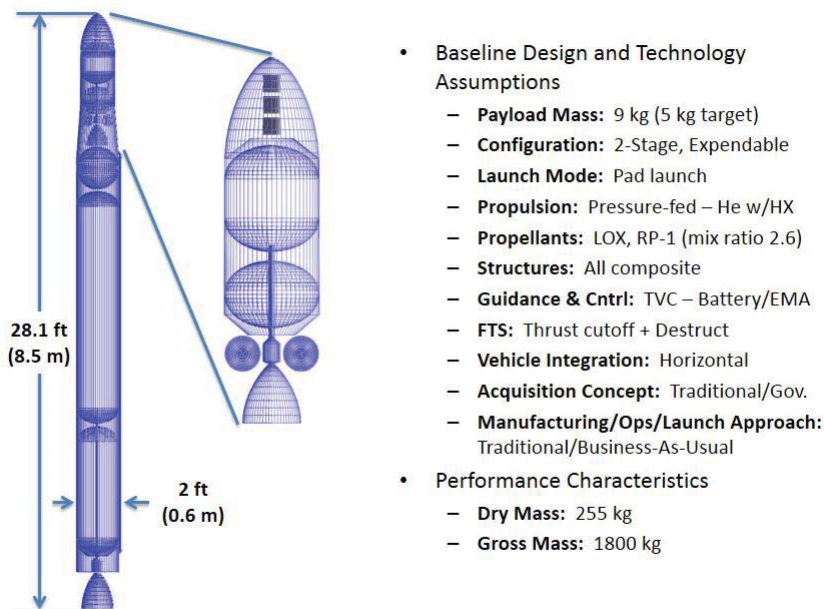 28.1 ft
(8.5 m)
2 ft
(0.6 m)
• Baseline Design and Technology
Assumptions
– Payload Mass: 9 kg (5 kg target)
– Configuration: 2-Stage, Expendable
– Launch Mode: Pad launch
– Propulsion: Pressure-fed – He w/HX
– Propellants: LOX, RP-1 (mix ratio 2.6)
– Structures: All composite
– Guidance & Cntrl: TVC – Battery/EMA
– FTS: Thrust cutoff + Destruct
– Vehicle Integration: Horizontal
– Acquisition Concept: Traditional/Gov.
– Manufacturing/Ops/Launch Approach:
Traditional/Business-As-Usual
• Performance Characteristics
– Dry Mass: 255 kg
– Gross Mass: 1800 kg